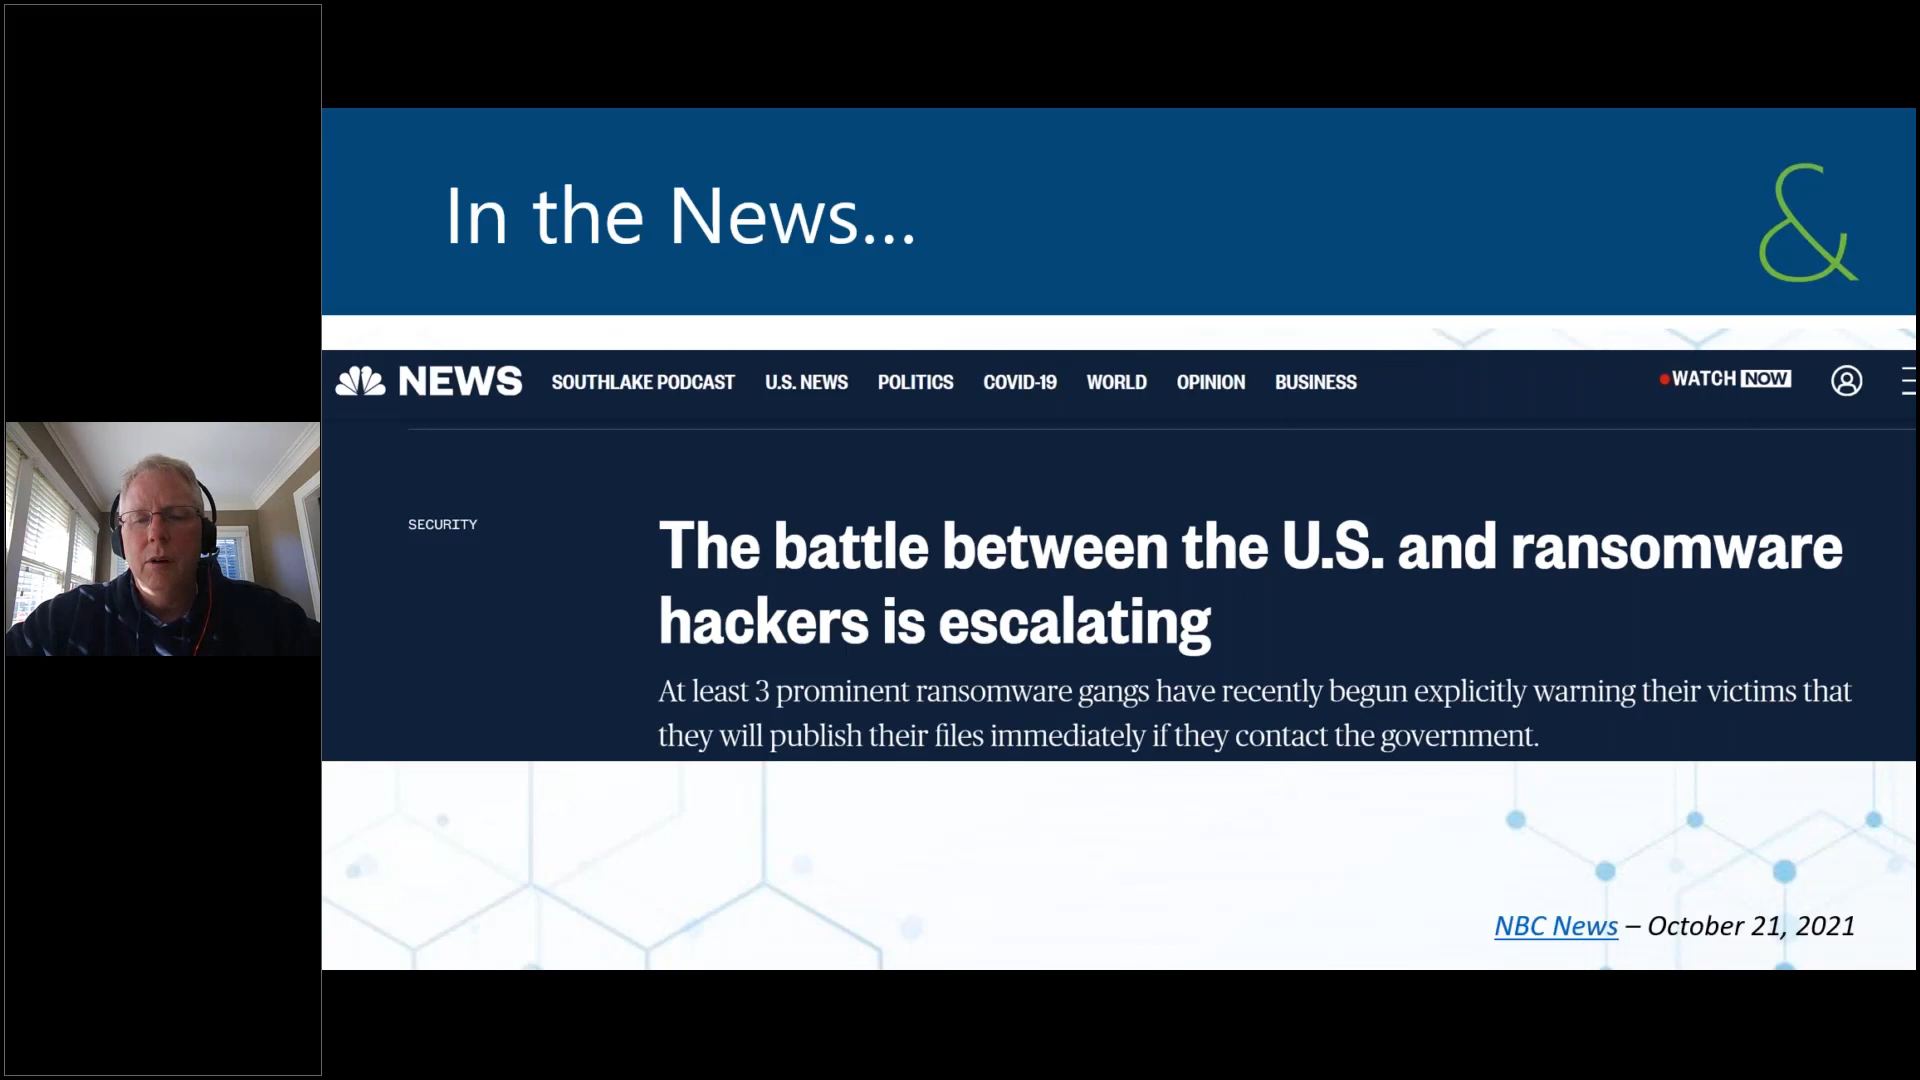 In the News...
&
NEWS SOUTHLAKE PODCAST U.S. NEWS POLITICS COVID-19 WORLD OPINION BUSINESS WATCH NOW
SECURITY
The battle between the U.S. and ransomware
hackers is escalating
At least 3 prominent ransomware gangs have recently begun explicitly warning their victims that
they will publish their files immediately if they contact the government.
NBC News – October 21, 2021